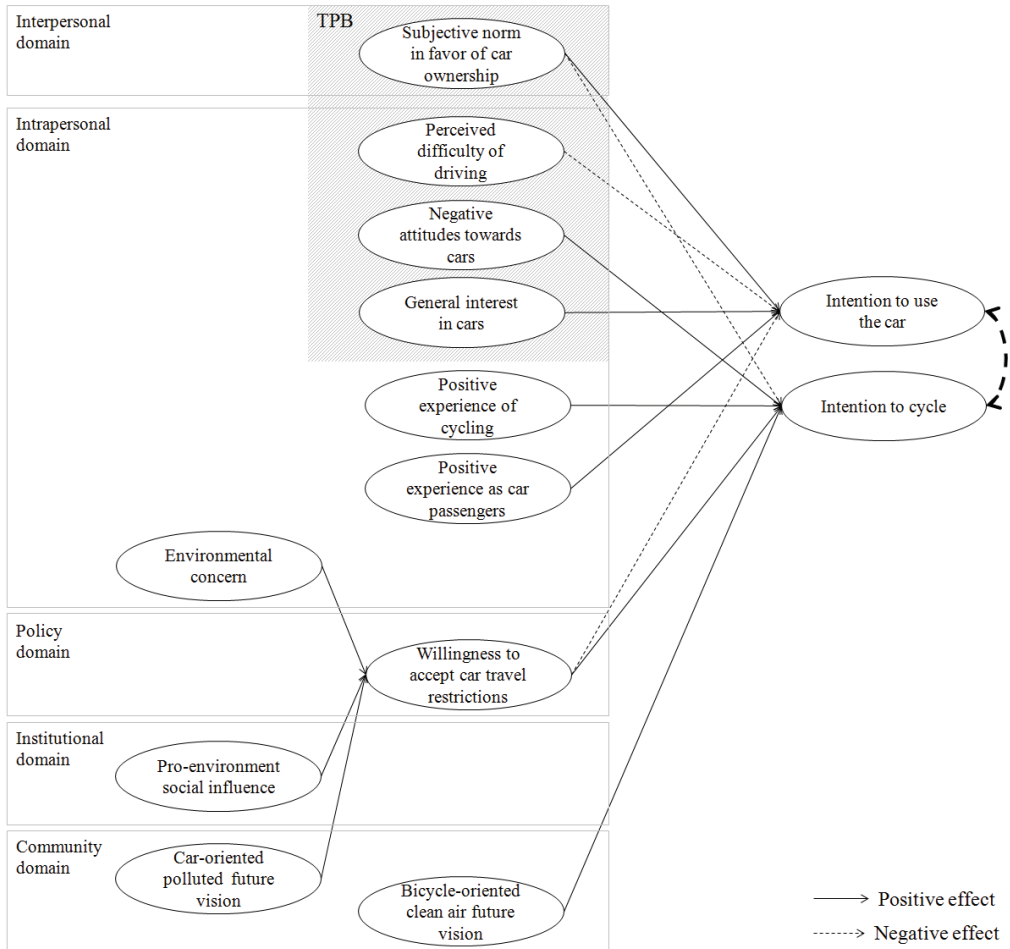 Interpersonal
domain
TPB
Subjective norm
in favor of car
ownership
Intrapersonal
domain
Perceived
difficulty of
driving
Negative
attitudes towards
cars
General interest
in cars
Positive
experience of
cycling
Positive
experience as car
passengers
Environmental
concern
Policy
domain
Willingness to
accept car travel
restrictions
Institutional
domain
Pro-environment
social influence
Community
domain
Car-oriented
polluted future
vision
Bicycle-oriented
clean air future
vision
Intention to use
the car
Intention to cycle
Positive effect
Negative effect